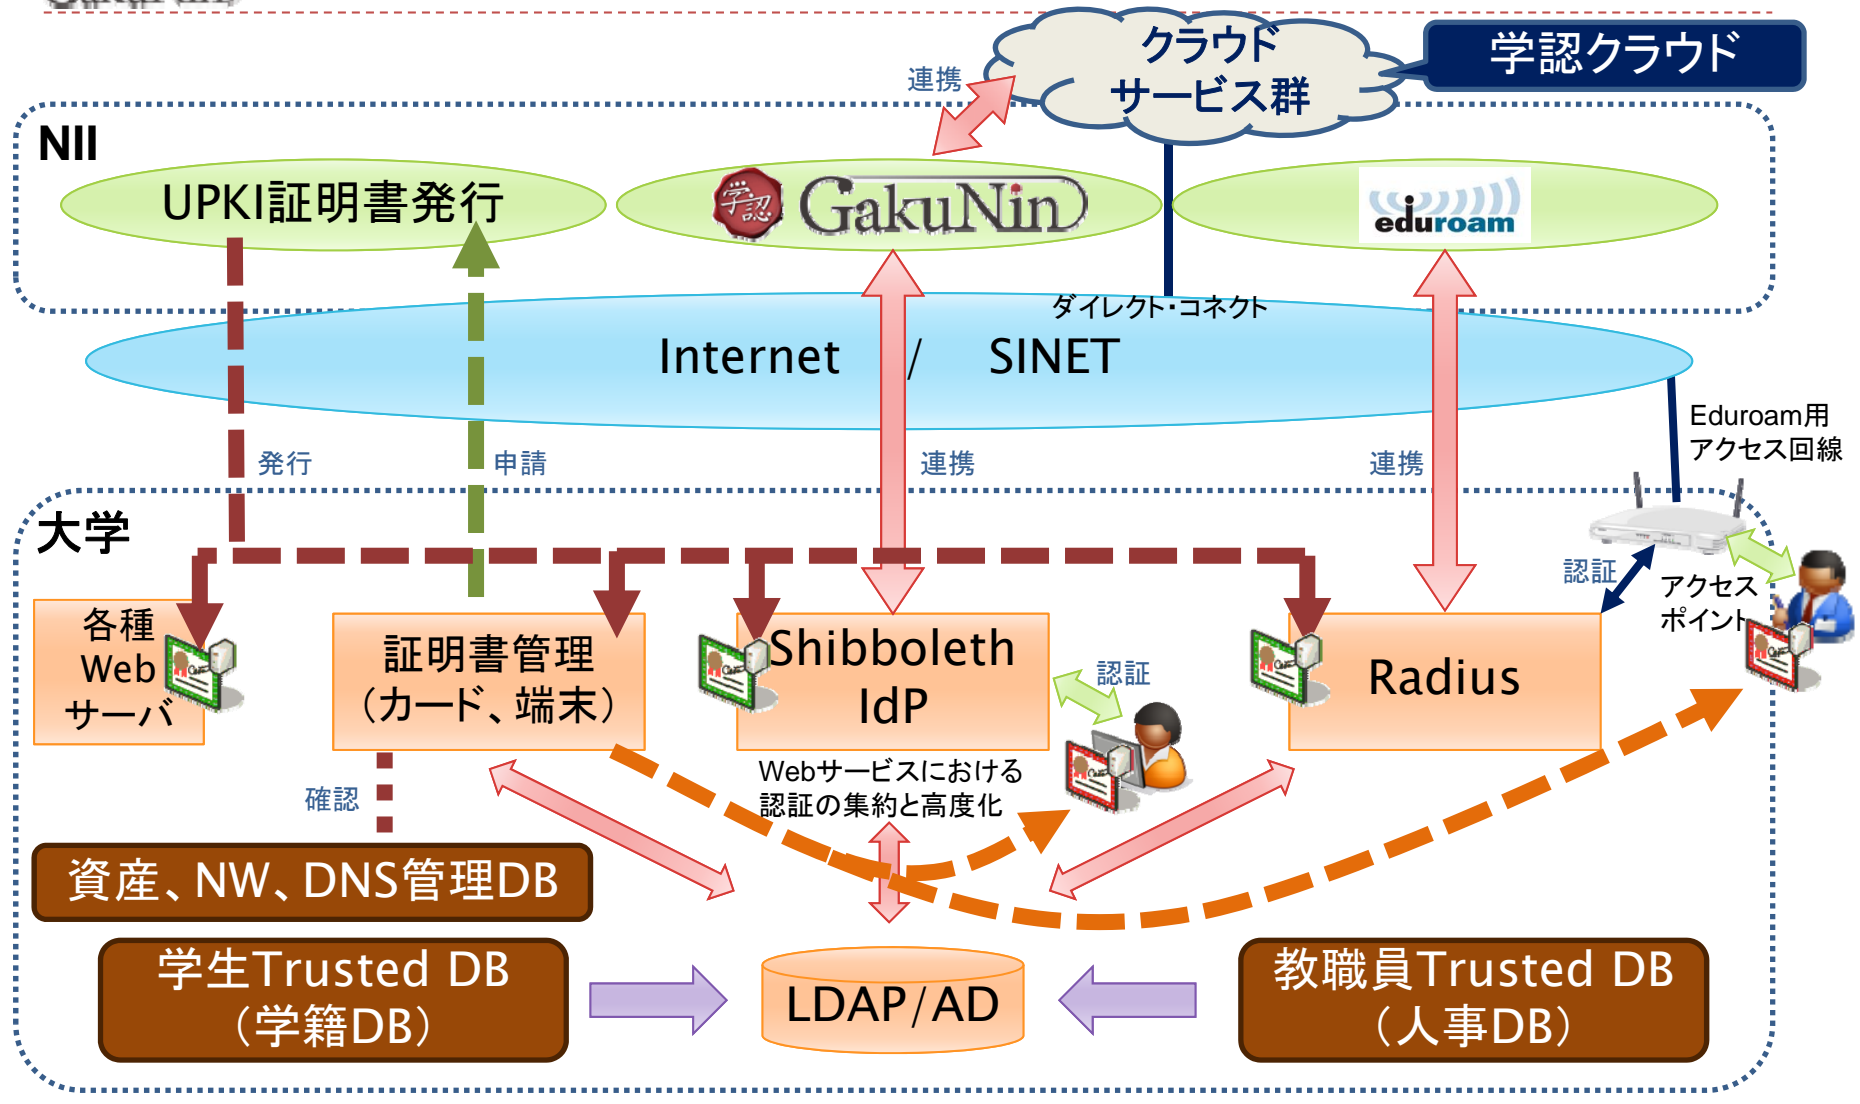 クラウド
サービス群
学認クラウド
連携
NII
UPKI証明書発行
学認
GakuNin
eduroam
ダイレクト・コネクト
Internet / SINET
Eduroam用
アクセス回線
発行
申請
連携
連携
大学
認証
アクセス
ポイント
各種
Web
サーバ
証明書管理
（カード、端末）
Shibboleth
IdP
認証
Radius
Webサービスにおける
認証の集約と高度化
確認
資産、NW、DNS管理DB
学生Trusted DB
（学籍DB）
LDAP/AD
教職員Trusted DB
（人事DB）